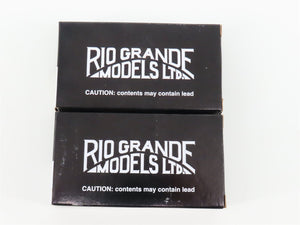 RIO GRANDE
MODELS LTD.
CAUTION: contents may contain lead
RIO GRANDE
MODELS LTD.
CAUTION: contents may contain lead